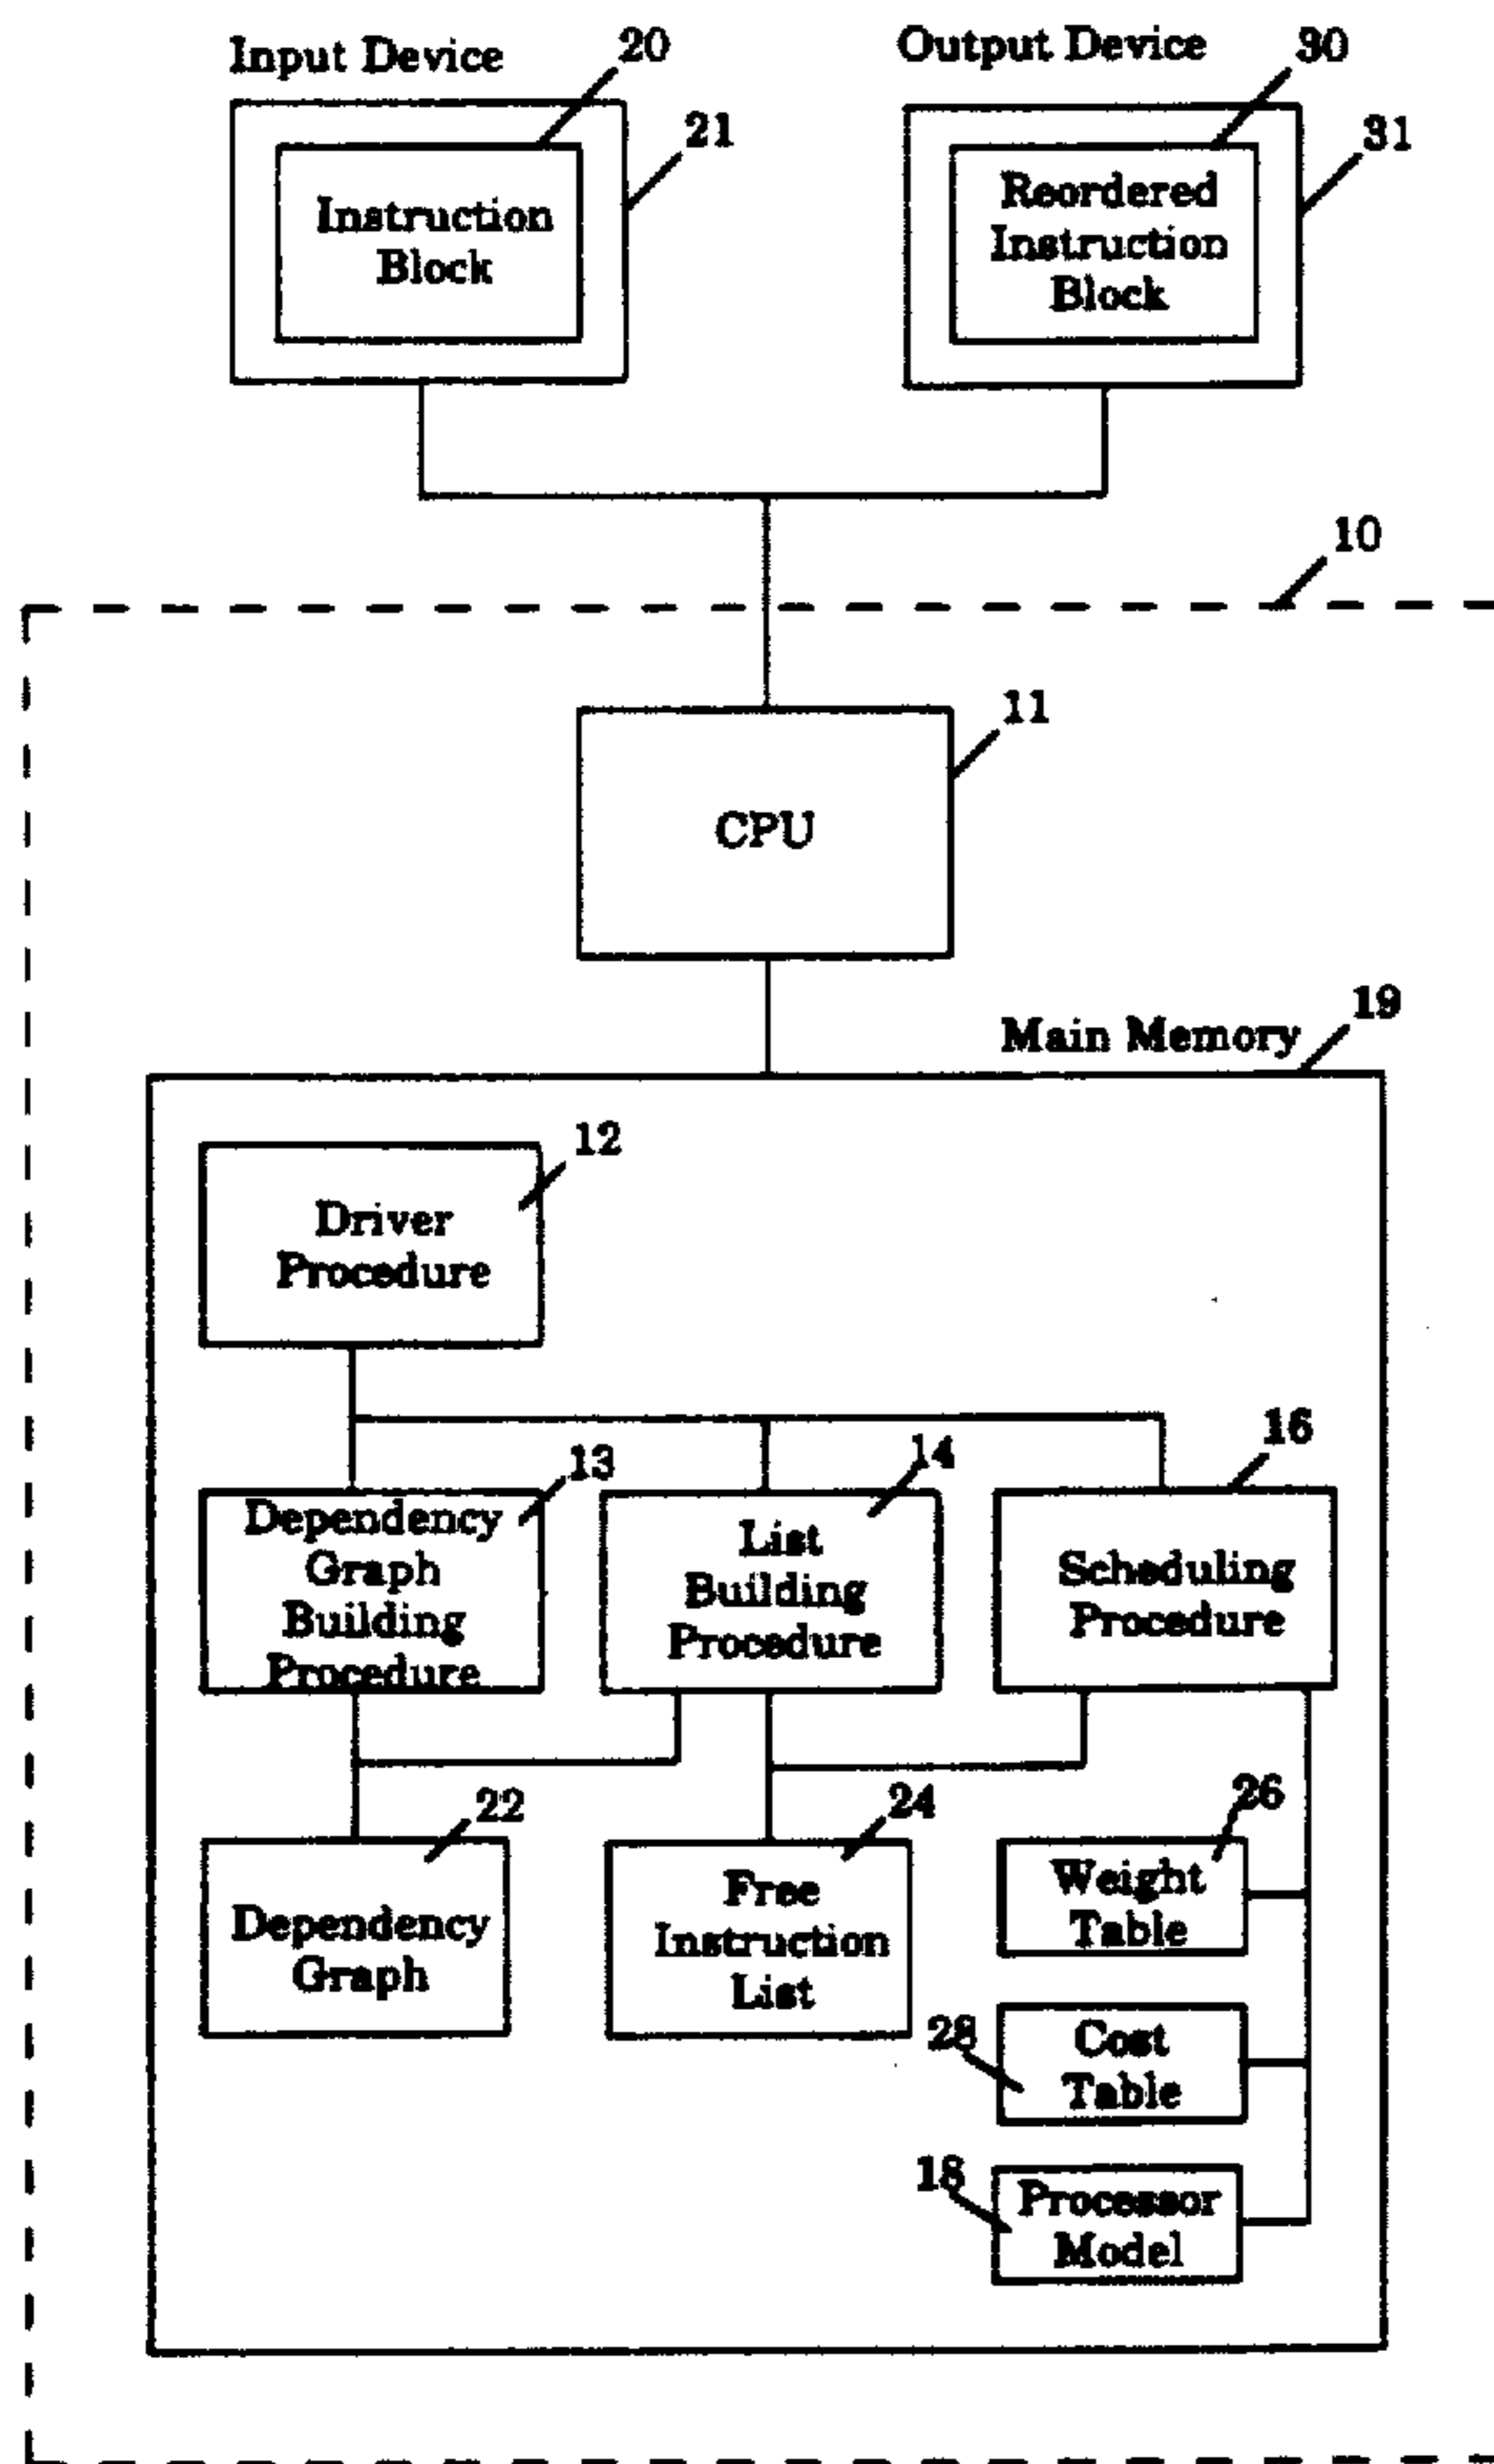 Input Device
20
21
Instruction
Block
Output Device
30
31
Reordered
Instruction
Block
10
11
CPU
Main Memory
19
12
Driver
Procedure
13
Dependency
Graph
Building
Procedure
14
List
Building
Procedure
16
Scheduling
Procedure
22
Dependency
Graph
24
Free
Instruction
List
26
Weight
Table
28
Cost
Table
18
Processor
Model